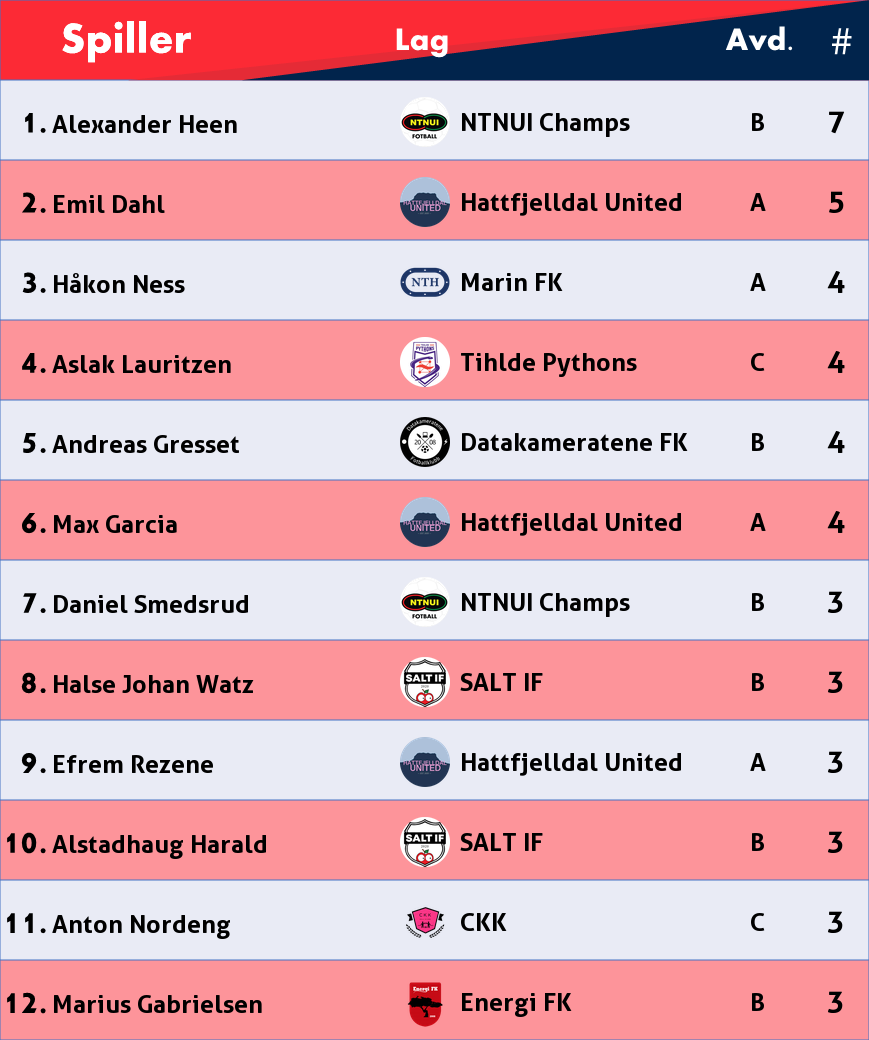 Spiller Lag Avd. #
1. Alexander Heen NTNUI FOTBALL NTNUI Champs B 7
2. Emil Dahl HATTFJELLDAL UNITED Hattfjelldal United A 5
3. Håkon Ness NTH Marin FK A 4
4. Aslak Lauritzen PYTHONS Tihlde Pythons C 4
5. Andreas Gresset Datakameratene 20 08 Fotballklubb Datakameratene FK B 4
6. Max Garcia HATTFJELLDAL UNITED Hattfjelldal United A 4
7. Daniel Smedsrud NTNUI FOTBALL NTNUI Champs B 3
8. Halse Johan Watz SALT IF SALT IF B 3
9. Efrem Rezene HATTFJELLDAL UNITED Hattfjelldal United A 3
10. Alstadhaug Harald SALT IF SALT IF B 3
11. Anton Nordeng CKK CKK C 3
12. Marius Gabrielsen Energi FK Energi FK B 3